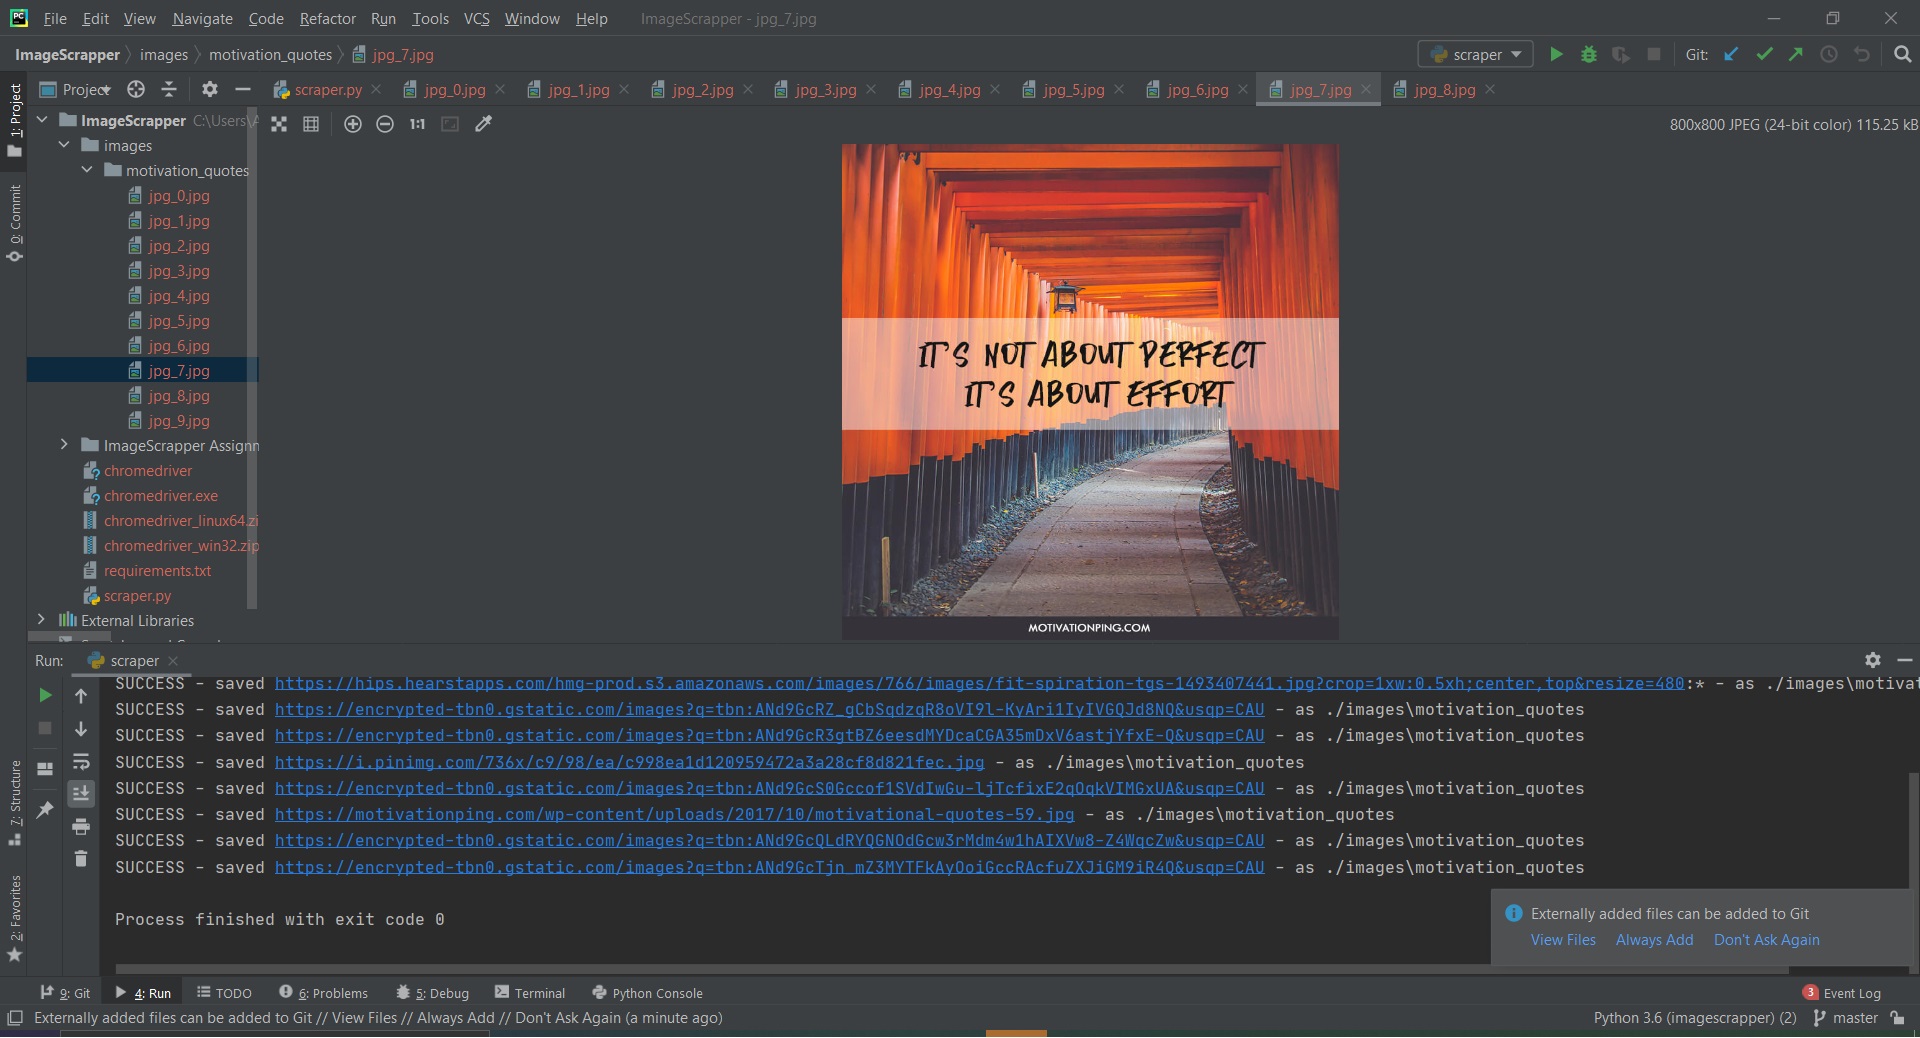 File Edit View Navigate Code Refactor Run Tools VCS Window Help ImageScrapper - jpg_7.jpg
ImageScrapper images motivation_quotes jpg_7.jpg scraper Git:
Project scraper.py jpg_0.jpg jpg_1.jpg jpg_2.jpg jpg_3.jpg jpg_4.jpg jpg_5.jpg jpg_6.jpg jpg_7.jpg jpg_8.jpg
1: Project
0: Commit
7: Structure
2: Favorites
1:1 800x800 JPEG (24-bit color) 115.25 kB
ImageScrapper C:\Users\
images
motivation_quotes
jpg_0.jpg
jpg_1.jpg
jpg_2.jpg
jpg_3.jpg
jpg_4.jpg
jpg_5.jpg
jpg_6.jpg
jpg_7.jpg
jpg_8.jpg
jpg_9.jpg
ImageScrapper Assignn
chromedriver
chromedriver.exe
chromedriver_linux64.zi
chromedriver_win32.zip
requirements.txt
scraper.py
External Libraries
IT'S NOT ABOUT PERFECT
IT'S ABOUT EFFORT
MOTIVATIONPING.COM
Run: scraper
SUCCESS - saved https://hips.hearstapps.com/hmg-prod.s3.amazonaws.com/images/766/images/fit-spiration-tgs-1493407441.jpg?crop=1xw:0.5xh;center,top&resize=480:* - as ./images\motivat
SUCCESS - saved https://encrypted-tbn0.gstatic.com/images?q=tbn:ANd9GcRZ_gCbSqdzqR8oVI9l-KyAri1IyIVGQJd8NQ&usqp=CAU - as ./images\motivation_quotes
SUCCESS - saved https://encrypted-tbn0.gstatic.com/images?q=tbn:ANd9GcR3gtBZ6eesdMYDcaCGA35mDxV6astjYfxE-Q&usqp=CAU - as ./images\motivation_quotes
SUCCESS - saved https://i.pinimg.com/736x/c9/98/ea/c998ea1d120959472a3a28cf8d821fec.jpg - as ./images\motivation_quotes
SUCCESS - saved https://encrypted-tbn0.gstatic.com/images?q=tbn:ANd9GcS0Gccof1SVdIwGu-ljTcfixE2qOqkVIMGxUA&usqp=CAU - as ./images\motivation_quotes
SUCCESS - saved https://motivationping.com/wp-content/uploads/2017/10/motivational-quotes-59.jpg - as ./images\motivation_quotes
SUCCESS - saved https://encrypted-tbn0.gstatic.com/images?q=tbn:ANd9GcQLdRYQGNOdGcw3rMdm4w1hAIXVw8-Z4WqcZw&usqp=CAU - as ./images\motivation_quotes
SUCCESS - saved https://encrypted-tbn0.gstatic.com/images?q=tbn:ANd9GcTjn_mZ3MYTFkAyOoiGccRAcfuZXJiGM9iR4Q&usqp=CAU - as ./images\motivation_quotes
Process finished with exit code 0
Externally added files can be added to Git
View Files Always Add Don't Ask Again
9: Git 4: Run TODO 6: Problems 5: Debug Terminal Python Console 3 Event Log
Externally added files can be added to Git // View Files // Always Add // Don't Ask Again (a minute ago) Python 3.6 (imagescrapper) (2) master